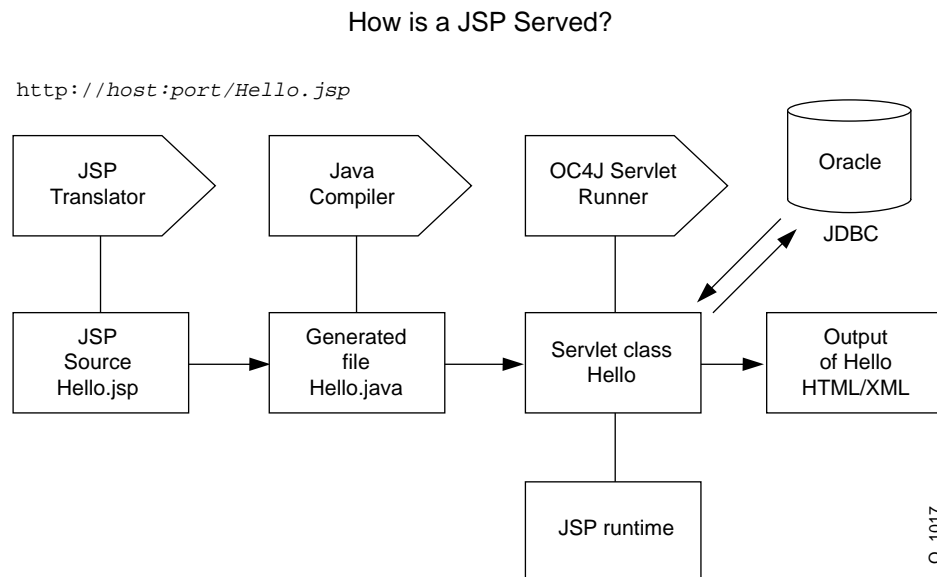 How is a JSP Served?
http://host:port/Hello.jsp
JSP
Translator
Java
Compiler
OC4J Servlet
Runner
Oracle
JDBC
JSP
Source
Hello.jsp
Generated
file
Hello.java
Servlet class
Hello
Output
of Hello
HTML/XML
JSP runtime
O_1017